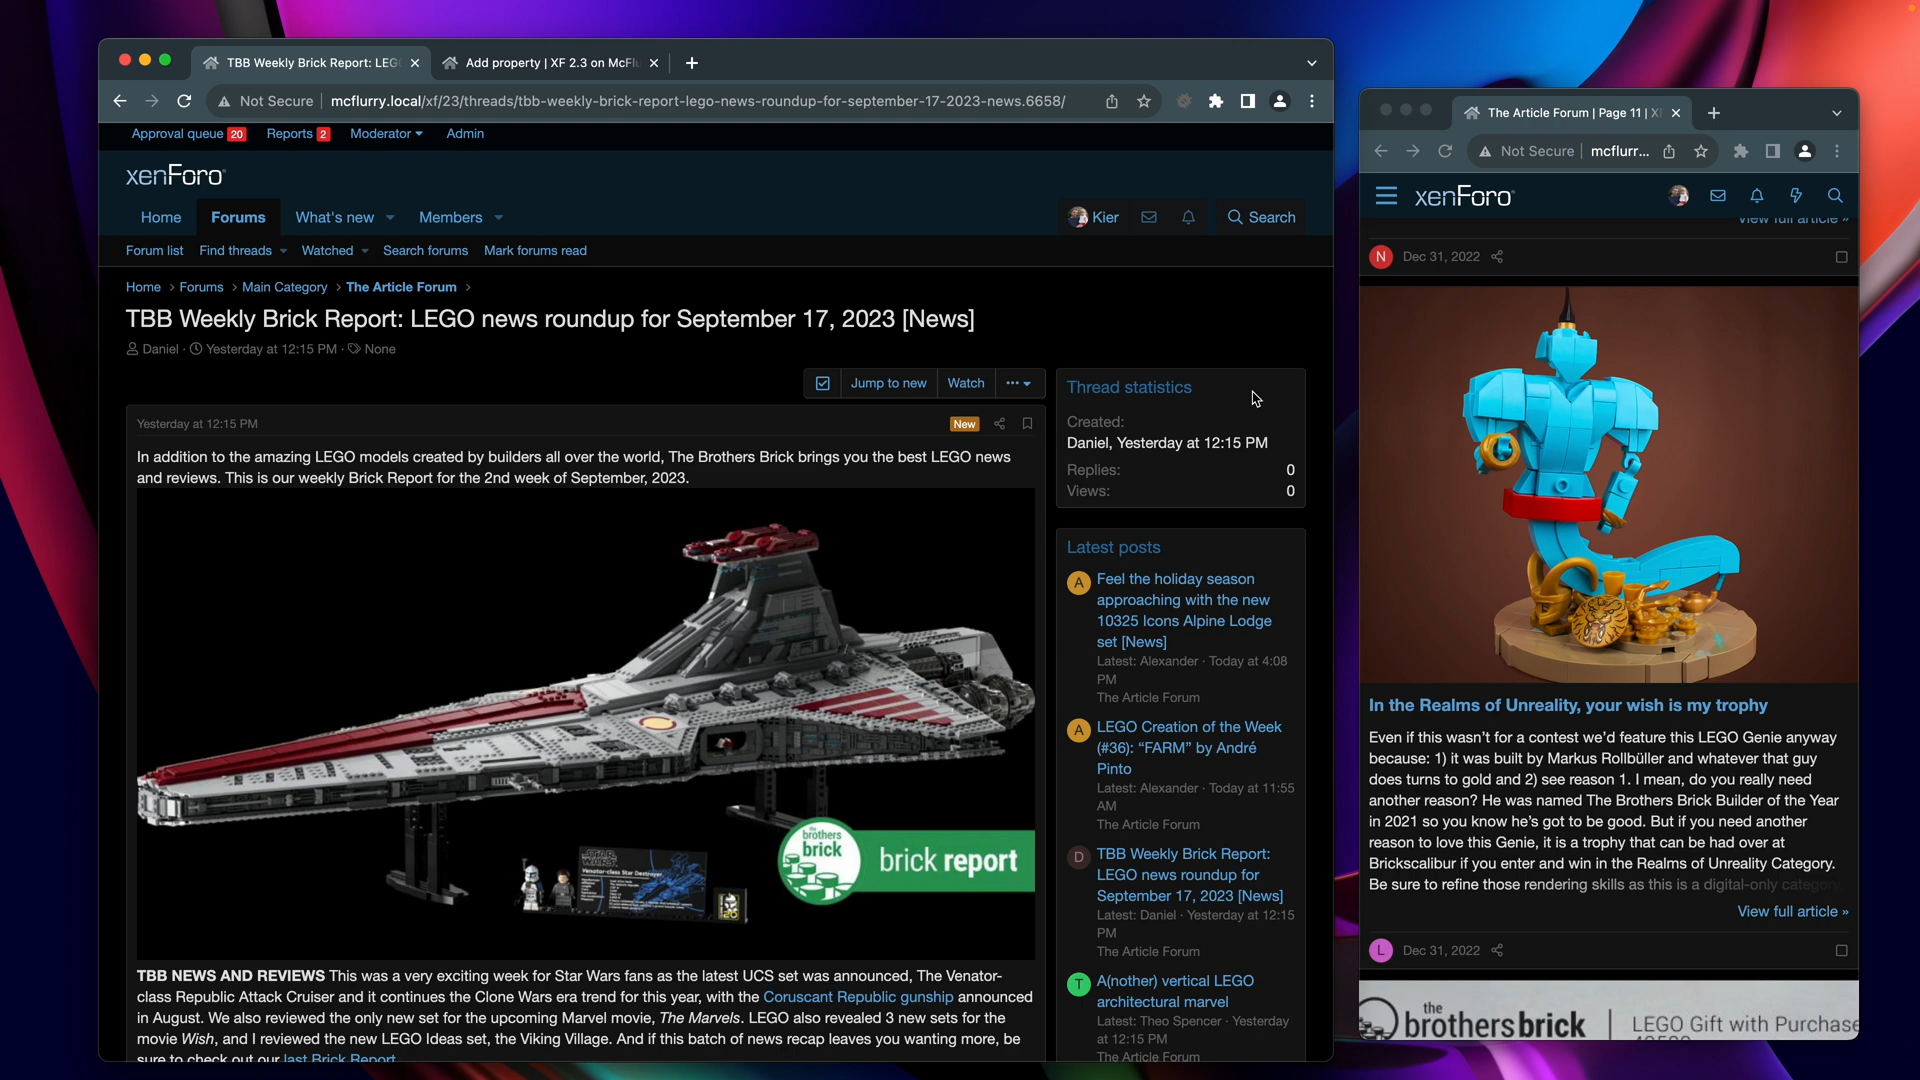 TBB Weekly Brick Report: LEG
Add property | XF 2.3 on McFlu
Not Secure
mcflurry.local/xf/23/threads/tbb-weekly-brick-report-lego-news-roundup-for-september-17-2023-news.6658/
Approval queue 20 Reports 2 Moderator Admin
xenForo
Home Forums What's new Members
Kier Search
Forum list Find threads Watched Search forums Mark forums read
Home Forums Main Category The Article Forum
TBB Weekly Brick Report: LEGO news roundup for September 17, 2023 [News]
Daniel · Yesterday at 12:15 PM · None
Jump to new Watch
Yesterday at 12:15 PM
New
In addition to the amazing LEGO models created by builders all over the world, The Brothers Brick brings you the best LEGO news
and reviews. This is our weekly Brick Report for the 2nd week of September, 2023.
STAR
WARS
Venator-class Star Destroyer
20
the
brothers
brick
brick report
TBB NEWS AND REVIEWS This was a very exciting week for Star Wars fans as the latest UCS set was announced, The Venator-
class Republic Attack Cruiser and it continues the Clone Wars era trend for this year, with the Coruscant Republic gunship announced
in August. We also reviewed the only new set for the upcoming Marvel movie, The Marvels. LEGO also revealed 3 new sets for the
movie Wish, and I reviewed the new LEGO Ideas set, the Viking Village. And if this batch of news recap leaves you wanting more, be
sure to check out our last Brick Report
Thread statistics
Created:
Daniel, Yesterday at 12:15 PM
Replies: 0
Views: 0
Latest posts
A
Feel the holiday season
approaching with the new
10325 Icons Alpine Lodge
set [News]
Latest: Alexander · Today at 4:08
PM
The Article Forum
A
LEGO Creation of the Week
(#36): “FARM” by André
Pinto
Latest: Alexander · Today at 11:55
AM
The Article Forum
D
TBB Weekly Brick Report:
LEGO news roundup for
September 17, 2023 [News]
Latest: Daniel · Yesterday at 12:15
PM
The Article Forum
T
A(nother) vertical LEGO
architectural marvel
Latest: Theo Spencer · Yesterday
at 12:15 PM
The Article Forum
The Article Forum | Page 11 | X
Not Secure
mcflurr...
xenForo
View full article »
N
Dec 31, 2022
In the Realms of Unreality, your wish is my trophy
Even if this wasn’t for a contest we’d feature this LEGO Genie anyway
because: 1) it was built by Markus Rollbüller and whatever that guy
does turns to gold and 2) see reason 1. I mean, do you really need
another reason? He was named The Brothers Brick Builder of the Year
in 2021 so you know he’s got to be good. But if you need another
reason to love this Genie, it is a trophy that can be had over at
Brickscalibur if you enter and win in the Realms of Unreality Category.
Be sure to refine those rendering skills as this is a digital-only category
View full article »
L
Dec 31, 2022
the
brothers brick
LEGO Gift with Purchase